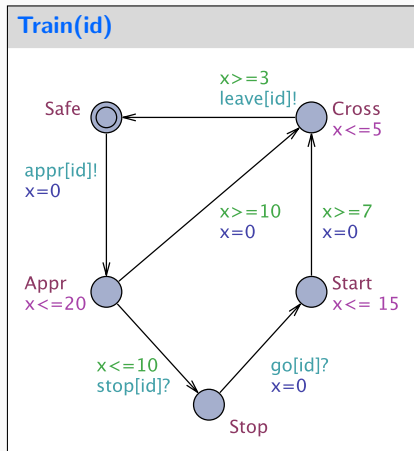 Train(id)
x>=3
leave[id]!
Safe
Cross
x<=5
appr[id]!
x=0
x>=10
x=0
x>=7
x=0
Appr
x<=20
Start
x<= 15
x<=10
stop[id]?
go[id]?
x=0
Stop